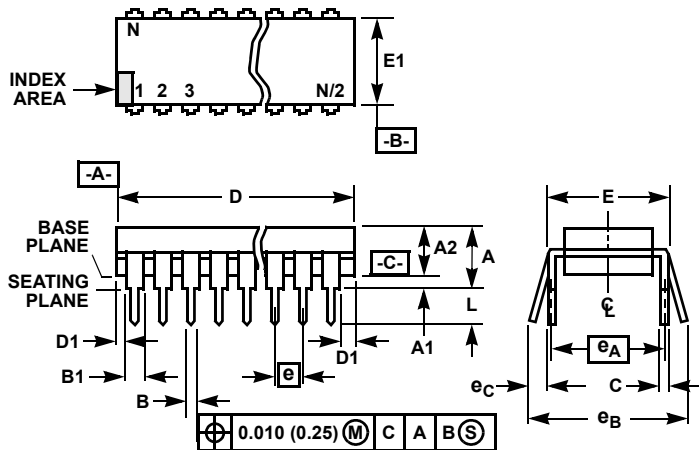 N
E1
INDEX
AREA
1 2 3 N/2
-B-
-A-
D
E
BASE
PLANE
A2
A
-C-
SEATING
PLANE
L
C
L
D1
A1
D1
eA
B1
e
eC
C
B
eB
0.010 (0.25) M C A B S